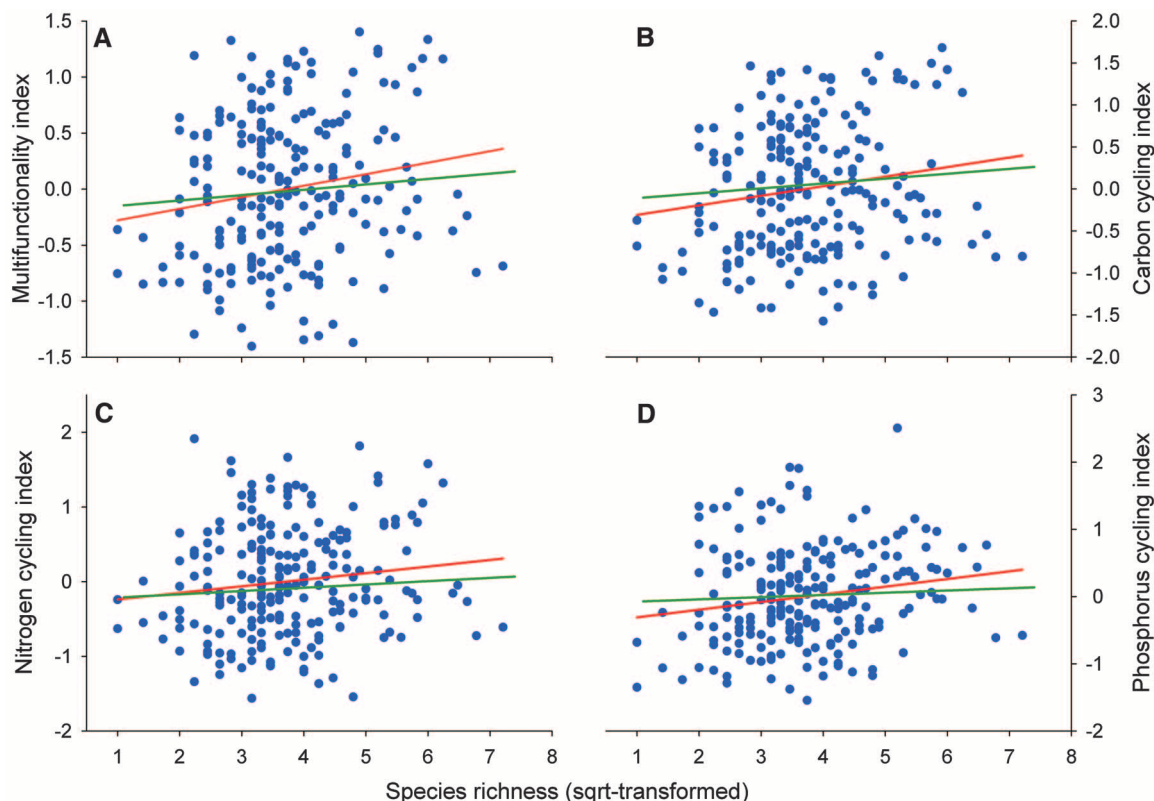 A
B
Multifunctionality index
1.5
1.0
0.5
0.0
-0.5
-1.0
-1.5
Carbon cycling index
2.0
1.5
1.0
0.5
0.0
-0.5
-1.0
-1.5
-2.0
C
D
Nitrogen cycling index
2
1
0
-1
-2
Phosphorus cycling index
3
2
1
0
-1
-2
1 2 3 4 5 6 7 8
1 2 3 4 5 6 7 8
Species richness (sqrt-transformed)